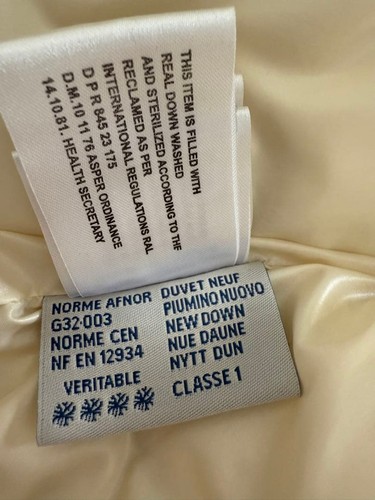 THIS ITEM IS FILLED WITH
REAL DOWN WASHED
AND STERILIZED ACCORDING TO THE
RECLAMED AS PER
INTERNATIONAL REGULATIONS RAL
D P R 845 23 175
D.M.10 11 76 ASPER ORDINANCE
14.10.81. HEALTH SECRETARY
NORME AFNOR
G32·003
NORME CEN
NF EN 12934
VERITABLE
DUVET NEUF
PIUMINO NUOVO
NEW DOWN
NUE DAUNE
NYTT DUN
CLASSE 1